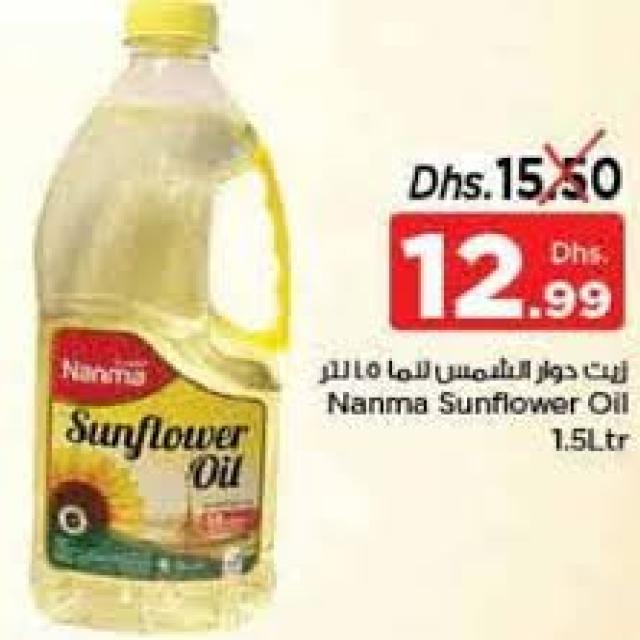 Dhs.15.50
12.99 Dhs.
زيت دوار الشمس لنما ١.٥ لتر
Nanma Sunflower Oil
1.5Ltr
Nanma
Sunflower
Oil